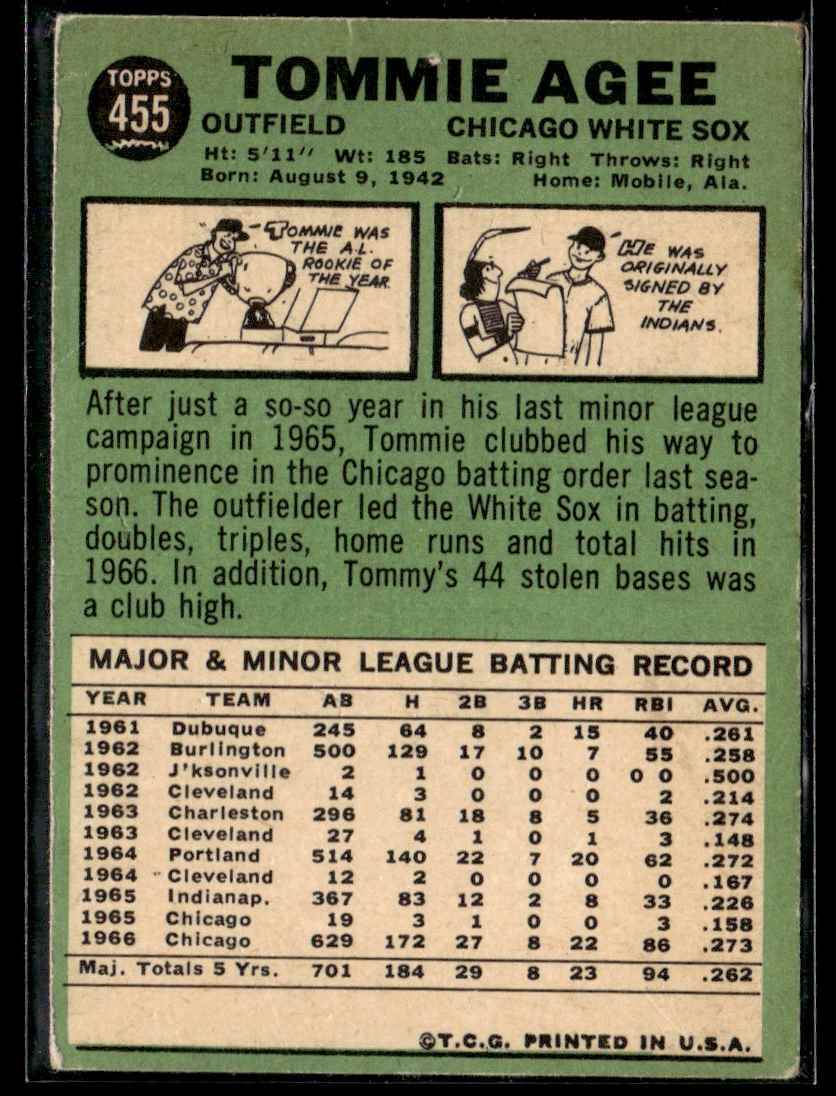 TOPPS
455
TOMMIE AGEE
OUTFIELD CHICAGO WHITE SOX
Ht: 5'11" Wt: 185 Bats: Right Throws: Right
Born: August 9, 1942 Home: Mobile, Ala.
TOMMIE WAS
THE A.L.
ROOKIE OF
THE YEAR
HE WAS
ORIGINALLY
SIGNED BY
THE
INDIANS.
After just a so-so year in his last minor league
campaign in 1965, Tommie clubbed his way to
prominence in the Chicago batting order last sea-
son. The outfielder led the White Sox in batting,
doubles, triples, home runs and total hits in
1966. In addition, Tommy's 44 stolen bases was
a club high.
MAJOR & MINOR LEAGUE BATTING RECORD
YEAR TEAM AB H 2B 3B HR RBI AVG.
1961 Dubuque 245 64 8 2 15 40 .261
1962 Burlington 500 129 17 10 7 55 .258
1962 J'ksonville 2 1 0 0 0 0 0 .500
1962 Cleveland 14 3 0 0 0 2 .214
1963 Charleston 296 81 18 8 5 36 .274
1963 Cleveland 27 4 1 0 1 3 .148
1964 Portland 514 140 22 7 20 62 .272
1964 Cleveland 12 2 0 0 0 0 .167
1965 Indianap. 367 83 12 2 8 33 .226
1965 Chicago 19 3 1 0 0 3 .158
1966 Chicago 629 172 27 8 22 86 .273
Maj. Totals 5 Yrs. 701 184 29 8 23 94 .262
©T.C.G. PRINTED IN U.S.A.